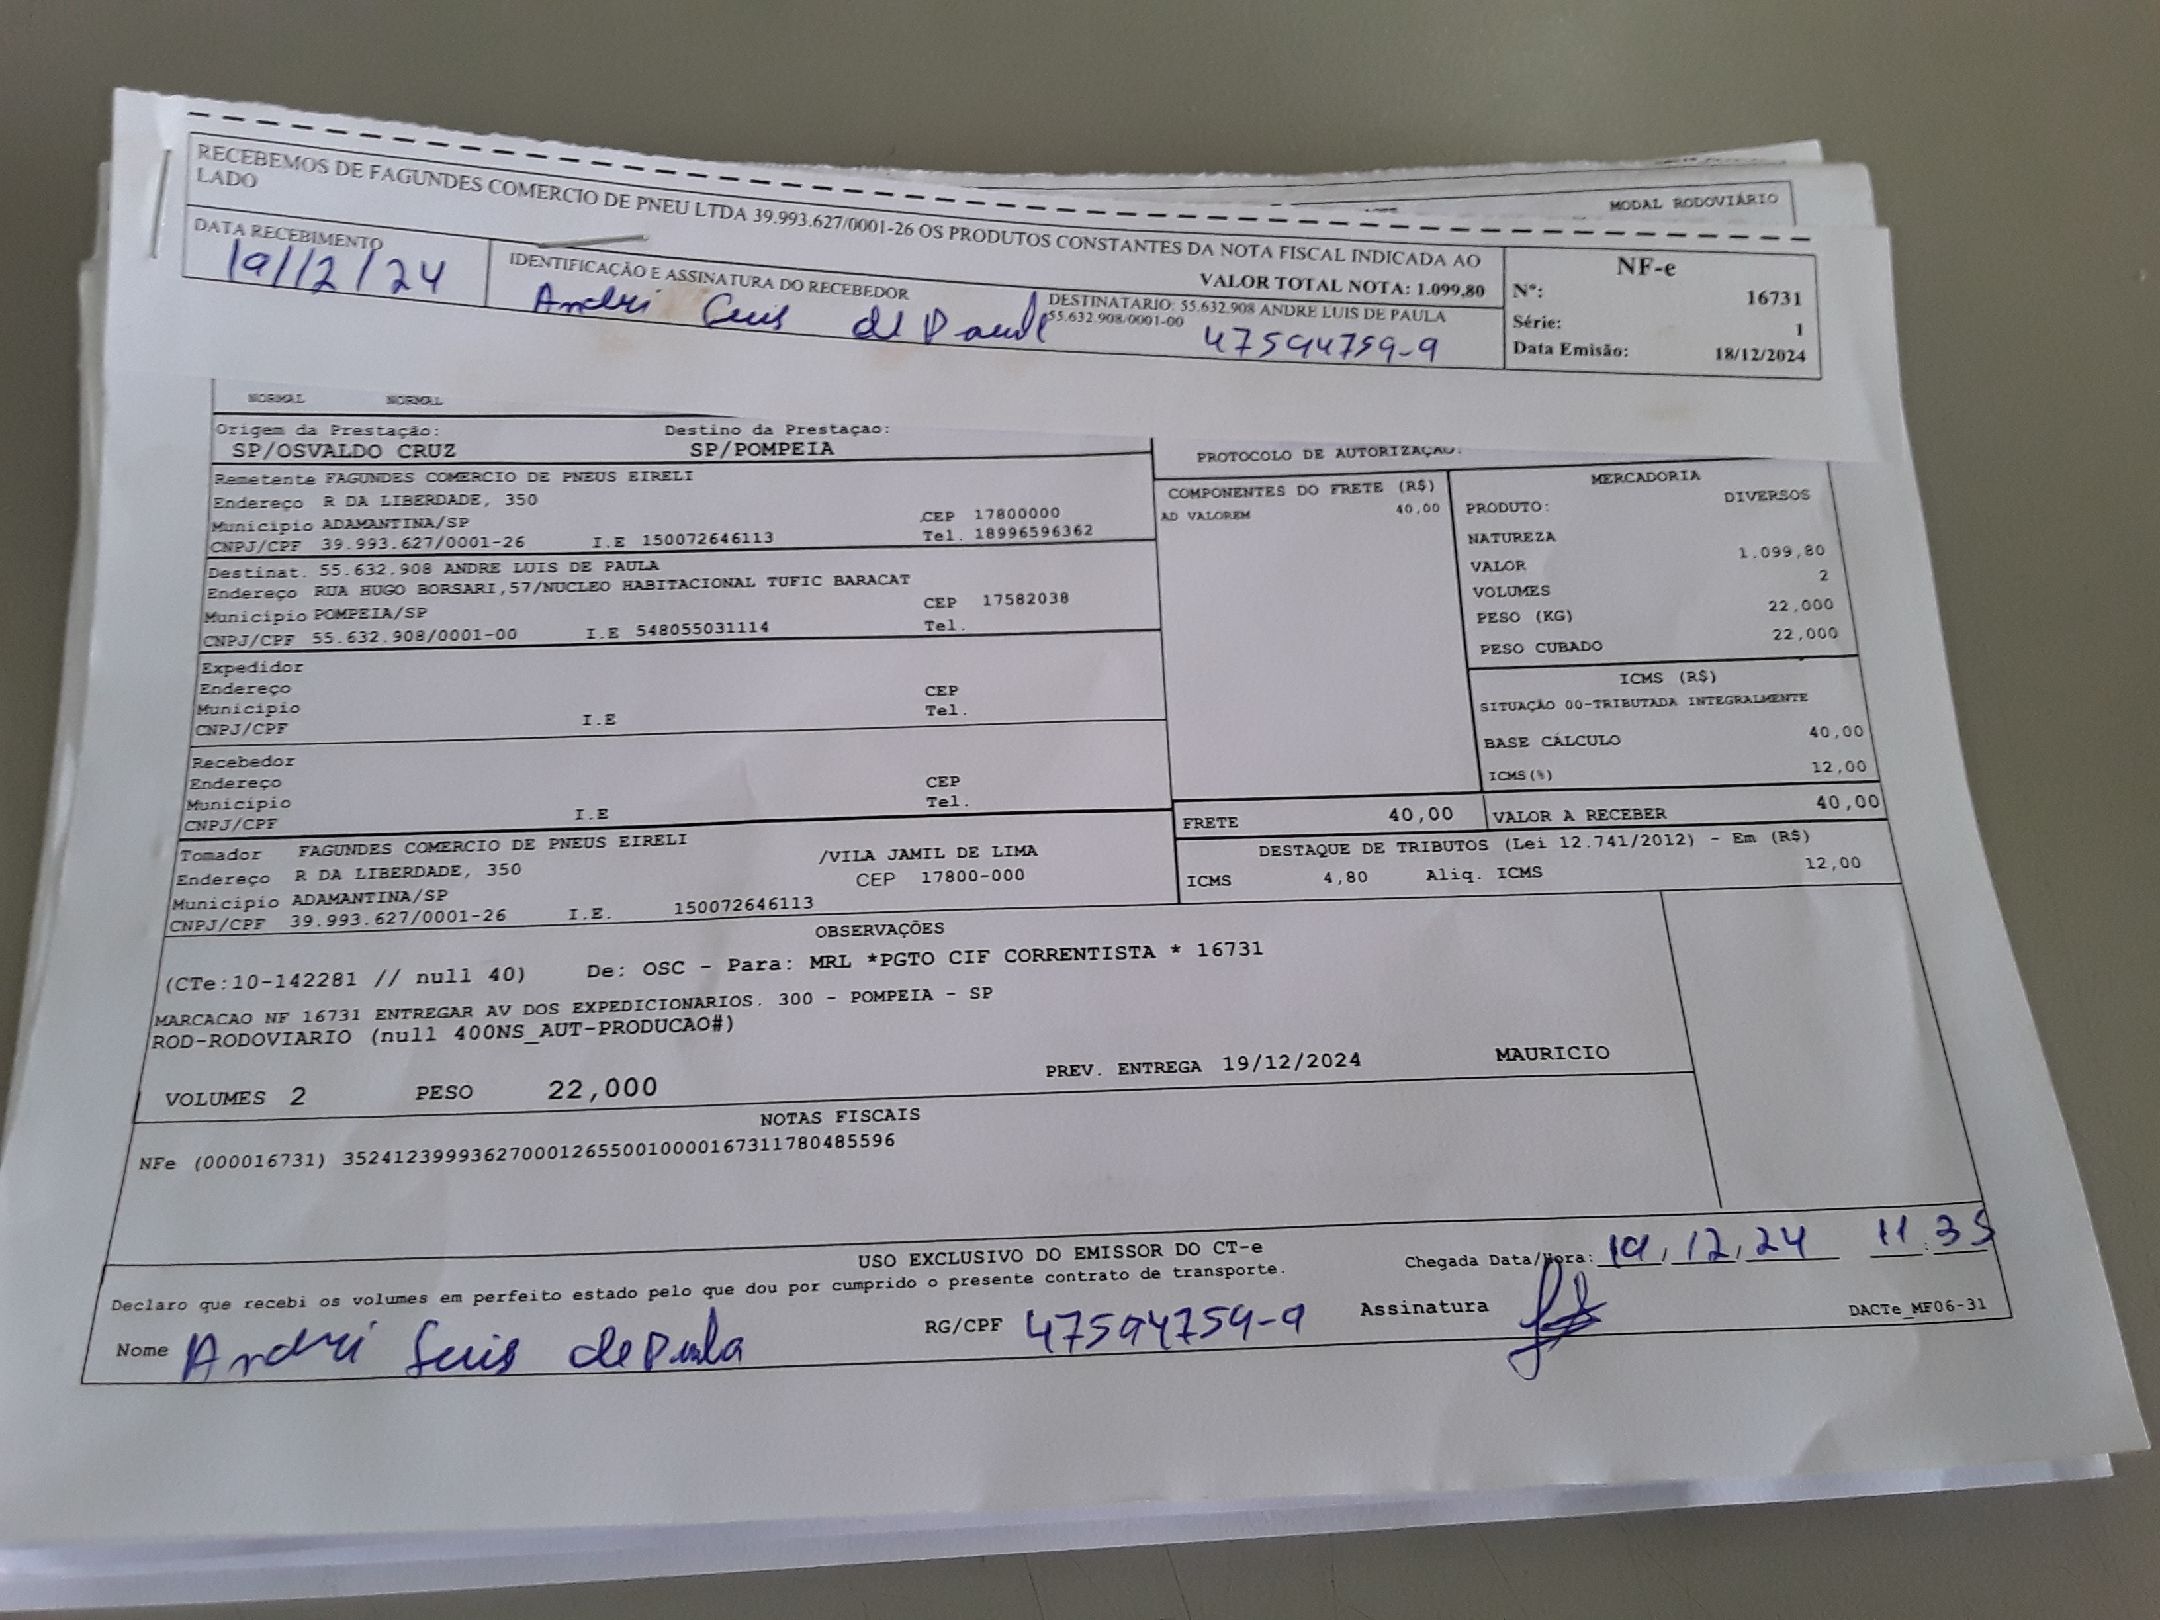 MODAL RODOVIÁRIO
RECEBEMOS DE FAGUNDES COMERCIO DE PNEU LTDA 39.993.627/0001-26 OS PRODUTOS CONSTANTES DA NOTA FISCAL INDICADA AO
LADO
VALOR TOTAL NOTA: 1.099,80
DATA RECEBIMENTO
19/12/24
IDENTIFICAÇÃO E ASSINATURA DO RECEBEDOR
André Luis de Paula
DESTINATARIO: 55.632.908 ANDRE LUIS DE PAULA
55.632.908/0001-00
47594759-9
NF-e
Nº: 16731
Série: 1
Data Emisão: 18/12/2024
NORMAL NORMAL
Origem da Prestação: Destino da Prestaçao:
SP/OSVALDO CRUZ SP/POMPEIA
Remetente FAGUNDES COMERCIO DE PNEUS EIRELI
Endereço R DA LIBERDADE, 350
Municipio ADAMANTINA/SP CEP 17800000
CNPJ/CPF 39.993.627/0001-26 I.E 150072646113 Tel. 18996596362
Destinat. 55.632.908 ANDRE LUIS DE PAULA
Endereço RUA HUGO BORSARI,57/NUCLEO HABITACIONAL TUFIC BARACAT
Municipio POMPEIA/SP CEP 17582038
CNPJ/CPF 55.632.908/0001-00 I.E 548055031114 Tel.
Expedidor
Endereço CEP
Municipio Tel.
CNPJ/CPF I.E
Recebedor
Endereço CEP
Municipio Tel.
CNPJ/CPF I.E
Tomador FAGUNDES COMERCIO DE PNEUS EIRELI
Endereço R DA LIBERDADE, 350 /VILA JAMIL DE LIMA
Municipio ADAMANTINA/SP CEP 17800-000
CNPJ/CPF 39.993.627/0001-26 I.E. 150072646113
PROTOCOLO DE AUTORIZAÇAO:
COMPONENTES DO FRETE (R$)
AD VALOREM 40,00
MERCADORIA
PRODUTO: DIVERSOS
NATUREZA
VALOR 1.099,80
VOLUMES 2
PESO (KG) 22,000
PESO CUBADO 22,000
ICMS (R$)
SITUAÇÃO 00-TRIBUTADA INTEGRALMENTE
BASE CÁLCULO 40,00
ICMS(%) 12,00
FRETE 40,00 VALOR A RECEBER 40,00
DESTAQUE DE TRIBUTOS (Lei 12.741/2012) - Em (R$)
ICMS 4,80 Aliq. ICMS 12,00
OBSERVAÇÕES
(CTe:10-142281 // null 40) De: OSC - Para: MRL *PGTO CIF CORRENTISTA * 16731
MARCACAO NF 16731 ENTREGAR AV DOS EXPEDICIONARIOS. 300 - POMPEIA - SP
ROD-RODOVIARIO (null 400NS_AUT-PRODUCAO#)
VOLUMES 2 PESO 22,000 PREV. ENTREGA 19/12/2024 MAURICIO
NOTAS FISCAIS
NFe (000016731) 35241239993627000126550010000167311780485596
USO EXCLUSIVO DO EMISSOR DO CT-e
Declaro que recebi os volumes em perfeito estado pelo que dou por cumprido o presente contrato de transporte.
Chegada Data/Hora: 19/12/24 11:35
Nome André Luis de Paula RG/CPF 47594759-9 Assinatura
DACTe_MF06-31